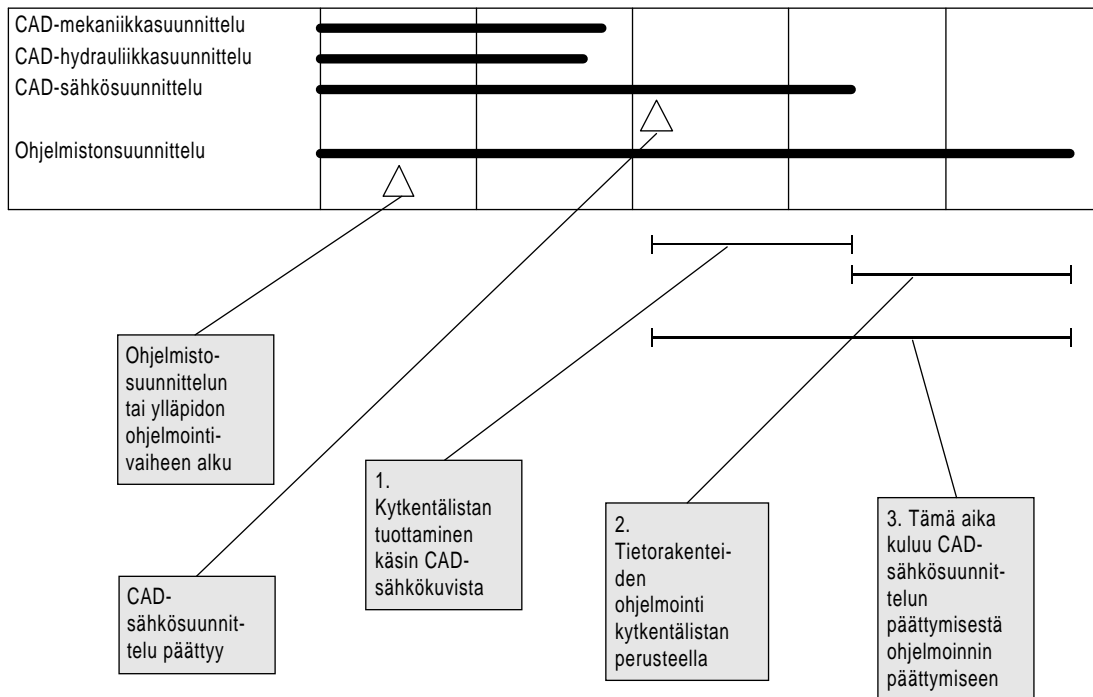 CAD-mekaniikkasuunnittelu
CAD-hydrauliikkasuunnittelu
CAD-sähkösuunnittelu
Ohjelmistonsuunnittelu
Ohjelmisto-
suunnittelun
tai ylläpidon
ohjelmointi-
vaiheen alku
CAD-
sähkösuunnit-
telu päättyy
1.
Kytkentälistan
tuottaminen
käsin CAD-
sähkökuvista
2.
Tietorakentei-
den
ohjelmointi
kytkentälistan
perusteella
3. Tämä aika
kuluu CAD-
sähkösuunnit-
telun
päättymisestä
ohjelmoinnin
päättymiseen